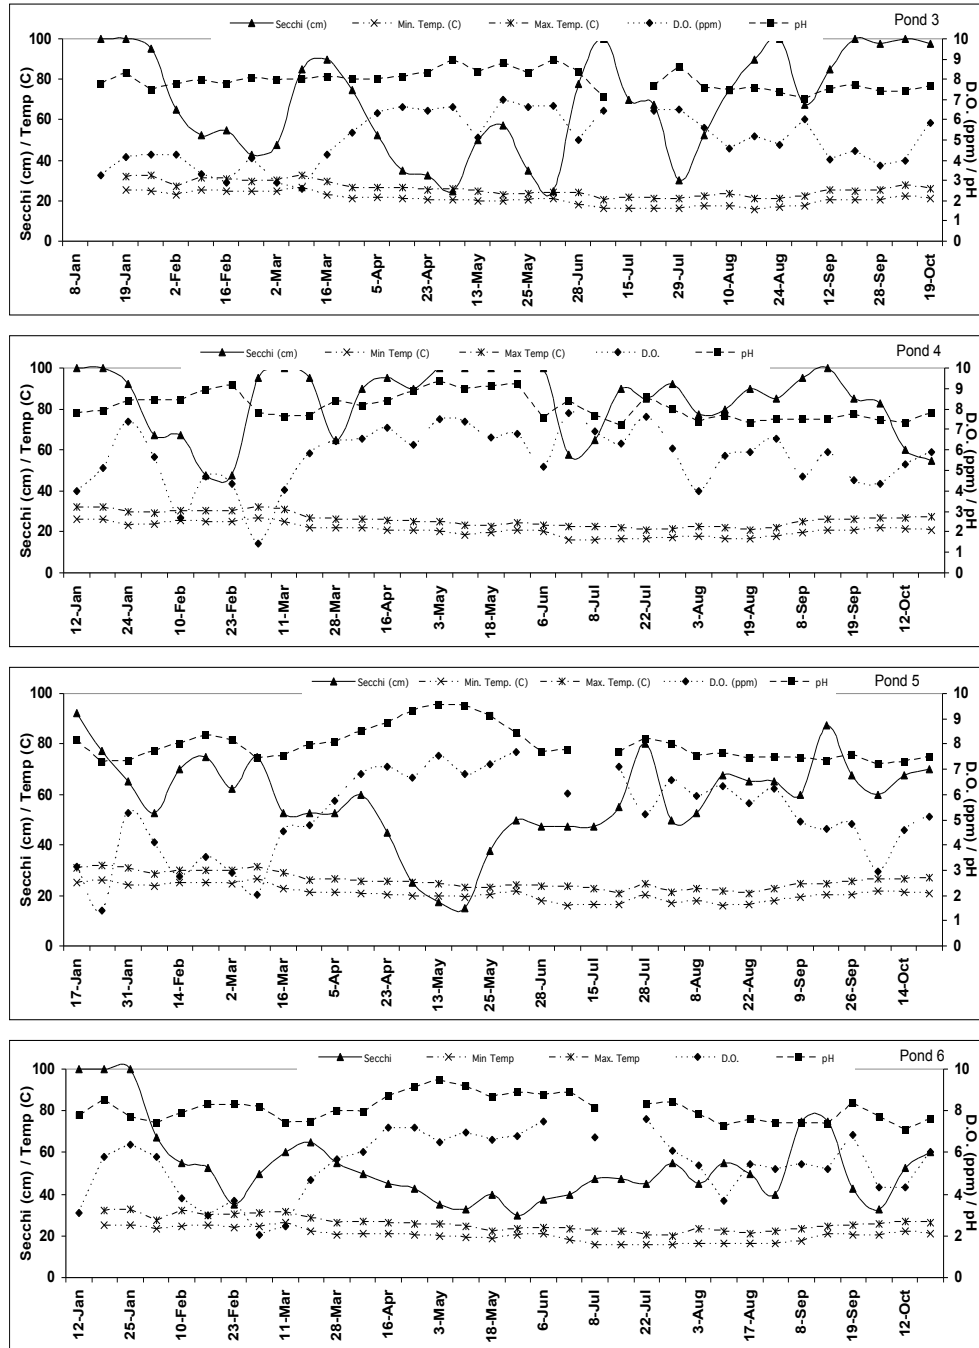 Secchi (cm) Min. Temp. (C) Max. Temp. (C) D.O. (ppm) pH
Pond 3
Secchi (cm) / Temp (C)
100 80 60 40 20 0
10 9 8 7 6 5 4 3 2 1 0
D.O. (ppm) / pH
8-Jan 19-Jan 2-Feb 16-Feb 2-Mar 16-Mar 5-Apr 23-Apr 13-May 25-May 28-Jun 15-Jul 29-Jul 10-Aug 24-Aug 12-Sep 28-Sep 19-Oct
Secchi (cm) Min Temp (C) Max Temp (C) D.O. pH
Pond 4
Secchi (cm) / Temp (C)
100 80 60 40 20 0
10 9 8 7 6 5 4 3 2 1 0
D.O. (ppm) / pH
12-Jan 24-Jan 10-Feb 23-Feb 11-Mar 28-Mar 16-Apr 3-May 18-May 6-Jun 8-Jul 22-Jul 3-Aug 19-Aug 8-Sep 19-Sep 12-Oct
Secchi (cm) Min. Temp. (C) Max. Temp. (C) D.O. (ppm) pH
Pond 5
Secchi (cm) / Temp (C)
100 80 60 40 20 0
10 9 8 7 6 5 4 3 2 1 0
D.O. (ppm) / pH
17-Jan 31-Jan 14-Feb 2-Mar 16-Mar 5-Apr 23-Apr 13-May 25-May 28-Jun 15-Jul 28-Jul 8-Aug 22-Aug 9-Sep 26-Sep 14-Oct
Secchi Min Temp Max. Temp D.O. pH
Pond 6
Secchi (cm) / Temp (C)
100 80 60 40 20 0
10 8 6 4 2 0
D.O. (ppm) / pH
12-Jan 25-Jan 10-Feb 23-Feb 11-Mar 28-Mar 16-Apr 3-May 18-May 6-Jun 8-Jul 22-Jul 3-Aug 17-Aug 8-Sep 19-Sep 12-Oct